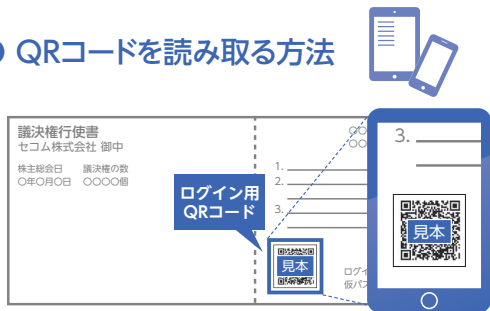 QRコードを読み取る方法
議決権行使書
セコム株式会社 御中
株主総会日 議決権の数
○年○月○日 ○○○○個
○○
○○
1.
2.
3.
ログイン用
QRコード
見本
ログイ
仮パス
3.
見本